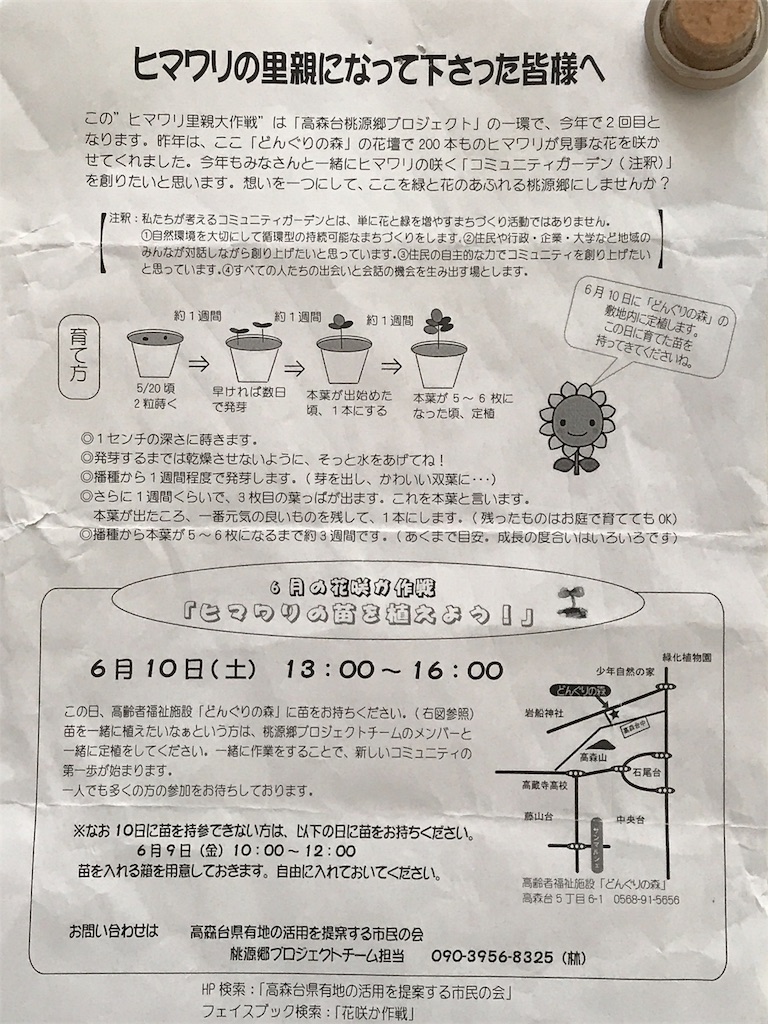 ヒマワリの里親になって下さった皆様へ
この”ヒマワリ里親大作戦”は「高森台桃源郷プロジェクト」の一環で、今年で２回目と
なります。昨年は、ここ「どんぐりの森」の花壇で200本ものヒマワリが見事な花を咲か
せてくれました。今年もみなさんと一緒にヒマワリの咲く「コミュニティガーデン(注釈)」
を創りたいと思います。想いを一つにして、ここを緑と花のあふれる桃源郷にしませんか？
注釈：私たちが考えるコミュニティガーデンとは、単に花と緑を増やすまちづくり活動ではありません。
①自然環境を大切にして循環型の持続可能なまちづくりをします.②住民や行政・企業・大学など地域の
みんなが対話しながら創り上げたいと思っています.③住民の自主的な力でコミュニティを創り上げたい
と思っています.④すべての人たちの出会いと会話の機会を生み出す場とします。
6月10日に「どんぐりの森」の
敷地内に定植します。
この日に育てた苗を
持ってきてくださいね。
育て方
約１週間
約１週間
約１週間
5/20頃
２粒蒔く
早ければ数日
で発芽
本葉が出始めた
頃、１本にする
本葉が５～６枚に
なった頃、定植
◎１センチの深さに蒔きます。
◎発芽するまでは乾燥させないように、そっと水をあげてね！
◎播種から１週間程度で発芽します。(芽を出し、かわいい双葉に・・・)
◎さらに１週間くらいで、３枚目の葉っぱが出ます。これを本葉と言います。
本葉が出たころ、一番元気の良いものを残して、１本にします。(残ったものはお庭で育ててもOK)
◎播種から本葉が５～６枚になるまで約３週間です。(あくまで目安。成長の度合いはいろいろです)
６月の花咲か作戦
「ヒマワリの苗を植えよう！」
６月１０日(土)　１３：００～１６：００
この日、高齢者福祉施設「どんぐりの森」に苗をお持ちください。(右図参照)
苗を一緒に植えたいなぁという方は、桃源郷プロジェクトチームのメンバーと
一緒に定植をしてください。一緒に作業をすることで、新しいコミュニティの
第一歩が始まります。
一人でも多くの方の参加をお待ちしております。
※なお10日に苗を持参できない方は、以下の日に苗をお持ちください。
６月９日(金)10：00～12：00
苗を入れる箱を用意しておきます。自由に入れておいてください。
緑化植物園
少年自然の家
どんぐりの森
岩船神社
高森台中
高森山
石尾台
高蔵寺高校
藤山台
中央台
サンマルシェ
高齢者福祉施設「どんぐりの森」
高森台５丁目6-1　0568-91-5656
お問い合わせは　高森台県有地の活用を提案する市民の会
桃源郷プロジェクトチーム担当　090-3956-8325(林)
HP検索：「高森台県有地の活用を提案する市民の会」
フェイスブック検索：「花咲か作戦」